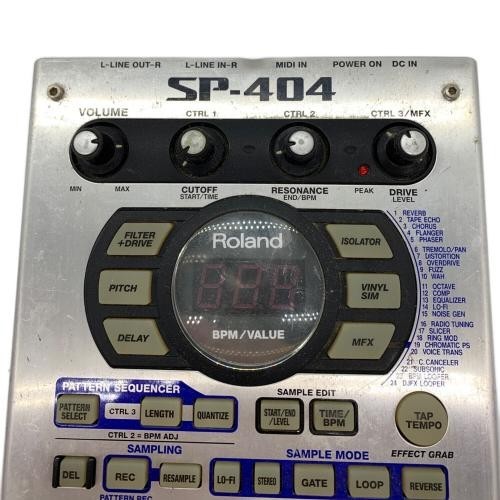 L-LINE OUT-R L-LINE IN-R MIDI IN POWER ON DC IN
SP-404
VOLUME CTRL 1 CTRL 2 CTRL 3/MFX
MIN MAX CUTOFF RESONANCE PEAK DRIVE
START/TIME END/BPM LEVEL
FILTER
+DRIVE
PITCH
DELAY
Roland
BPM/VALUE
ISOLATOR
VINYL
SIM
MFX
1 REVERB
2 TAPE ECHO
3 CHORUS
4 FLANGER
5 PHASER
6 TREMOLO/PAN
7 DISTORTION
8 OVERDRIVE
9 FUZZ
10 WAH
11 OCTAVE
12 COMP
13 EQUALIZER
14 LO-FI
15 NOISE GEN
16 RADIO TUNING
17 SLICER
18 RING MOD
19 CHROMATIC PS
20 VOICE TRANS
21 C.CANCELER
22 SUBSONIC
23 BPM LOOPER
24 DJFX LOOPER
PATTERN SEQUENCER
PATTERN
SELECT
CTRL 3
LENGTH
QUANTIZE
CTRL 2 = BPM ADJ
SAMPLE EDIT
START/END
/LEVEL
TIME/
BPM
TAP
TEMPO
EFFECT GRAB
SAMPLING
SAMPLE MODE
DEL
REC
RESAMPLE
LO-FI
STEREO
GATE
LOOP
REVERSE
PATTERN REC